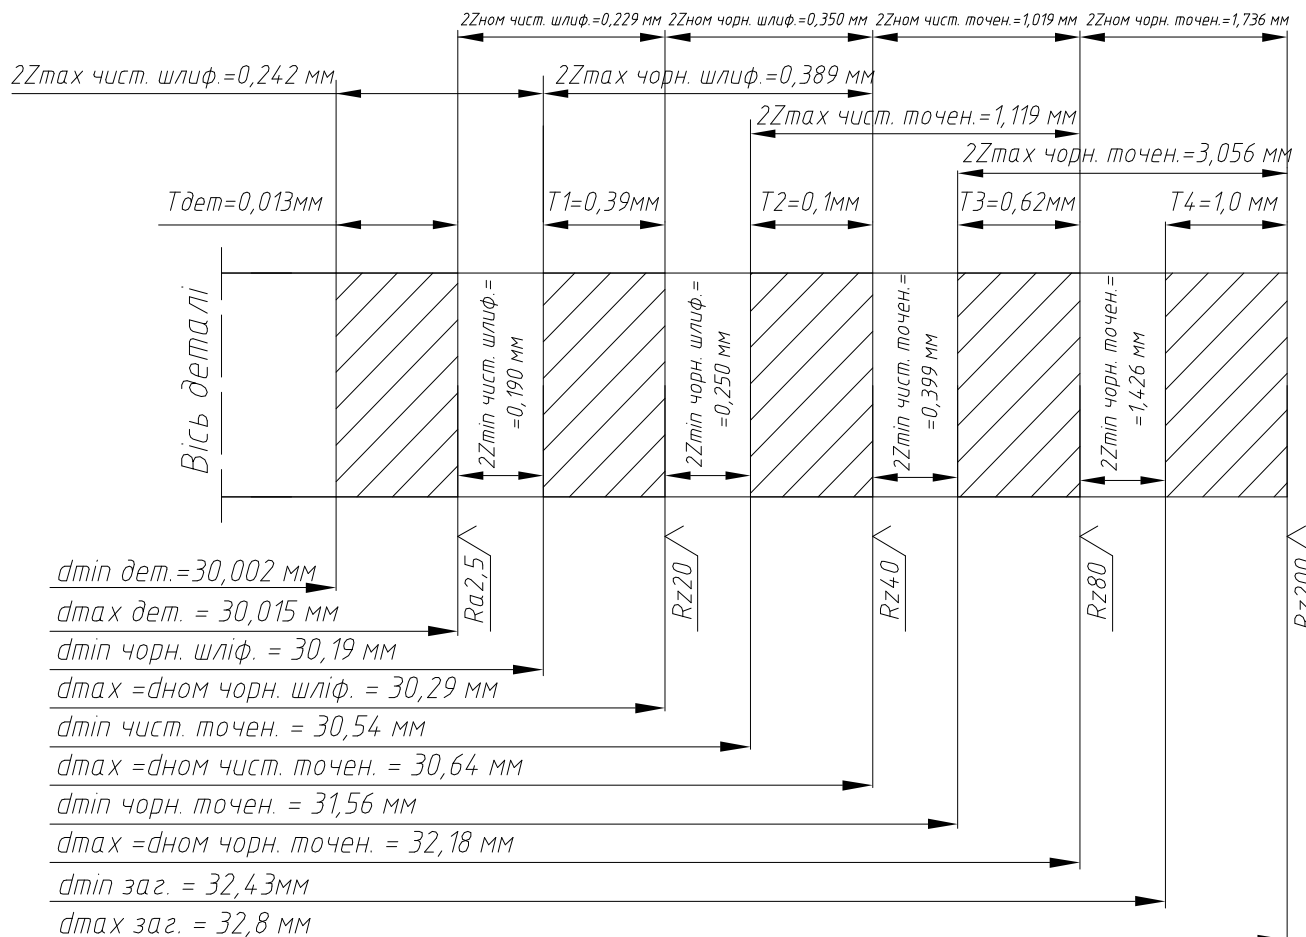 2Zном чист. шлиф.=0,229 мм
2Zном чорн. шлиф.=0,350 мм
2Zном чист. точен.=1,019 мм
2Zном чорн. точен.=1,736 мм
2Zmax чист. шлиф.=0,242 мм
2Zmax чорн. шлиф.=0,389 мм
2Zmax чист. точен.=1,119 мм
2Zmax чорн. точен.=3,056 мм
Tдет=0,013мм
T1=0,39мм
T2=0,1мм
T3=0,62мм
T4=1,0 мм
Вісь деталі
2Zmin чист. шлиф.=
=0,190 мм
2Zmin чорн. шлиф.=
=0,250 мм
2Zmin чист. точен.=
=0,399 мм
2Zmin чорн. точен.=
=1,426 мм
Ra2,5
Rz20
Rz40
Rz80
Rz200
dmin дет.=30,002 мм
dmax дет. = 30,015 мм
dmin чорн. шліф. = 30,19 мм
dmax =dном чорн. шліф. = 30,29 мм
dmin чист. точен. = 30,54 мм
dmax =dном чист. точен. = 30,64 мм
dmin чорн. точен. = 31,56 мм
dmax =dном чорн. точен. = 32,18 мм
dmin заг. = 32,43мм
dmax заг. = 32,8 мм